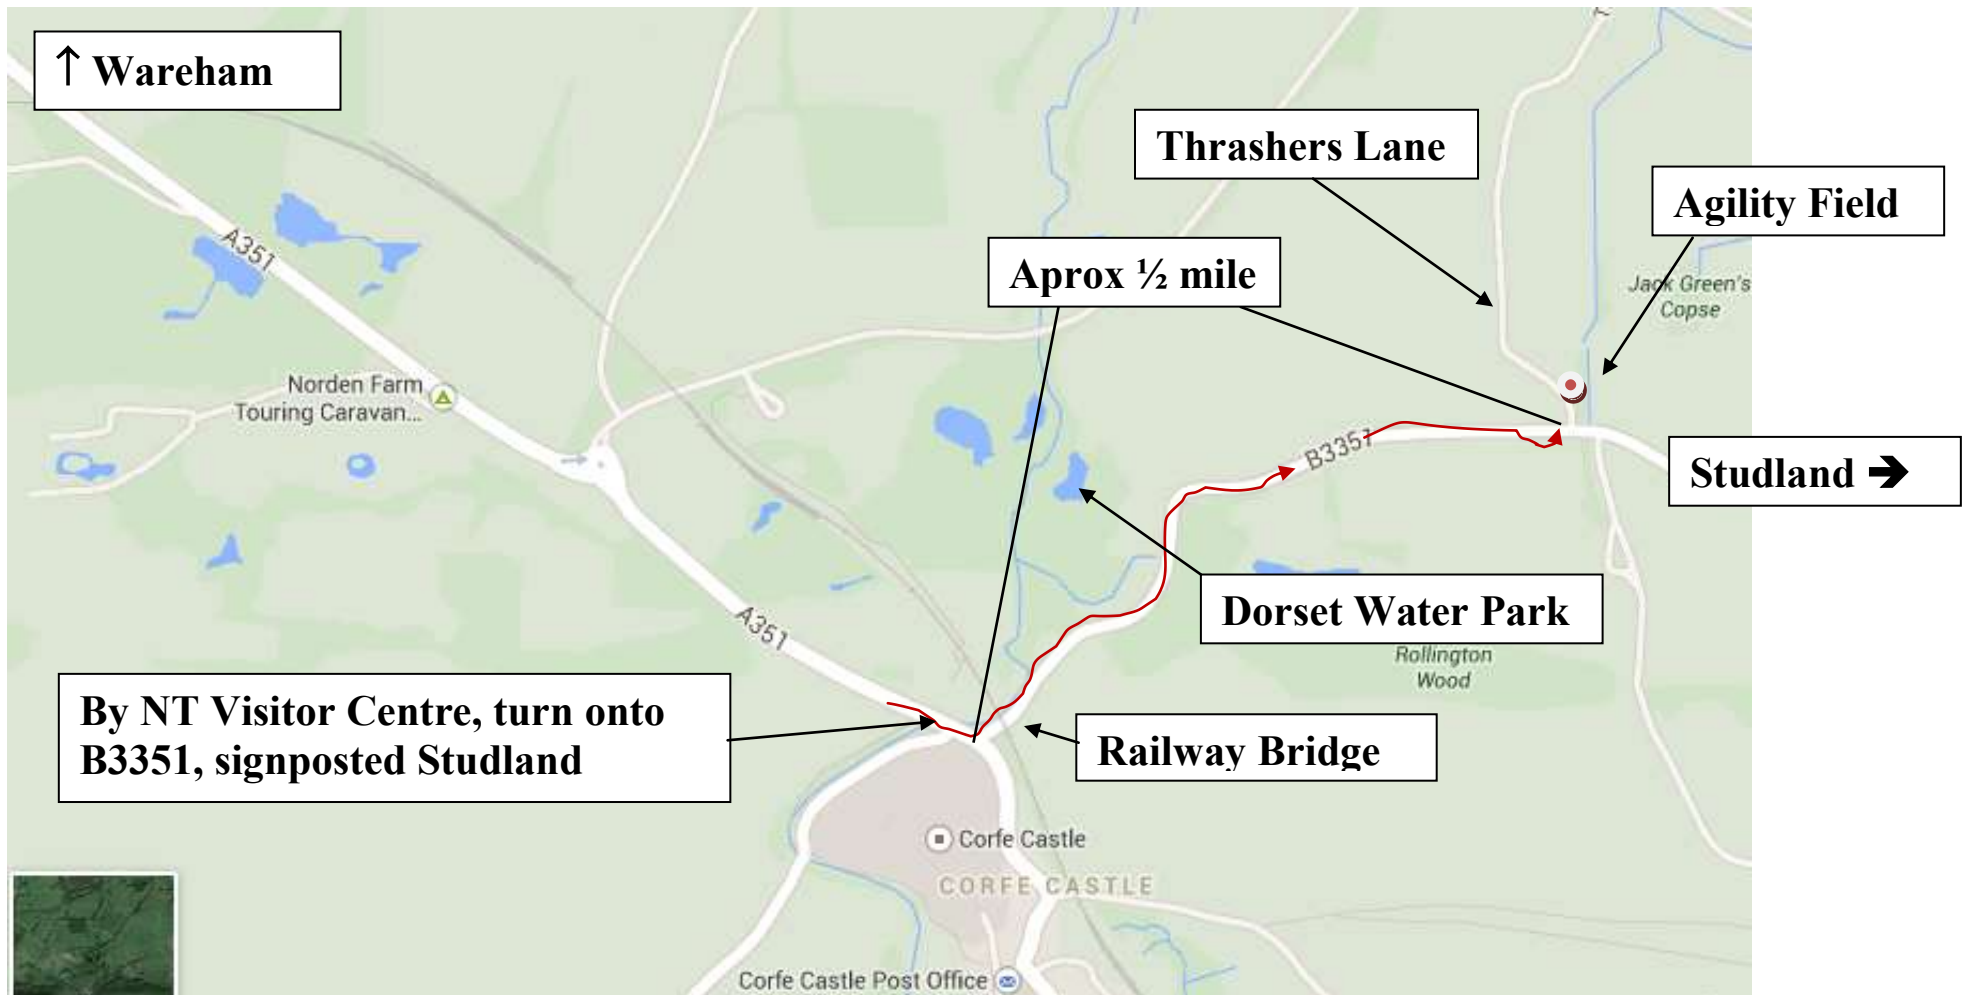 ↑ Wareham
Thrashers Lane
Agility Field
A351
Aprox ½ mile
Jack Green's
Copse
Norden Farm
Touring Caravan...
B3351
Studland ➔
Dorset Water Park
A351
Rollington
Wood
By NT Visitor Centre, turn onto
B3351, signposted Studland
Railway Bridge
Corfe Castle
CORFE CASTLE
Corfe Castle Post Office